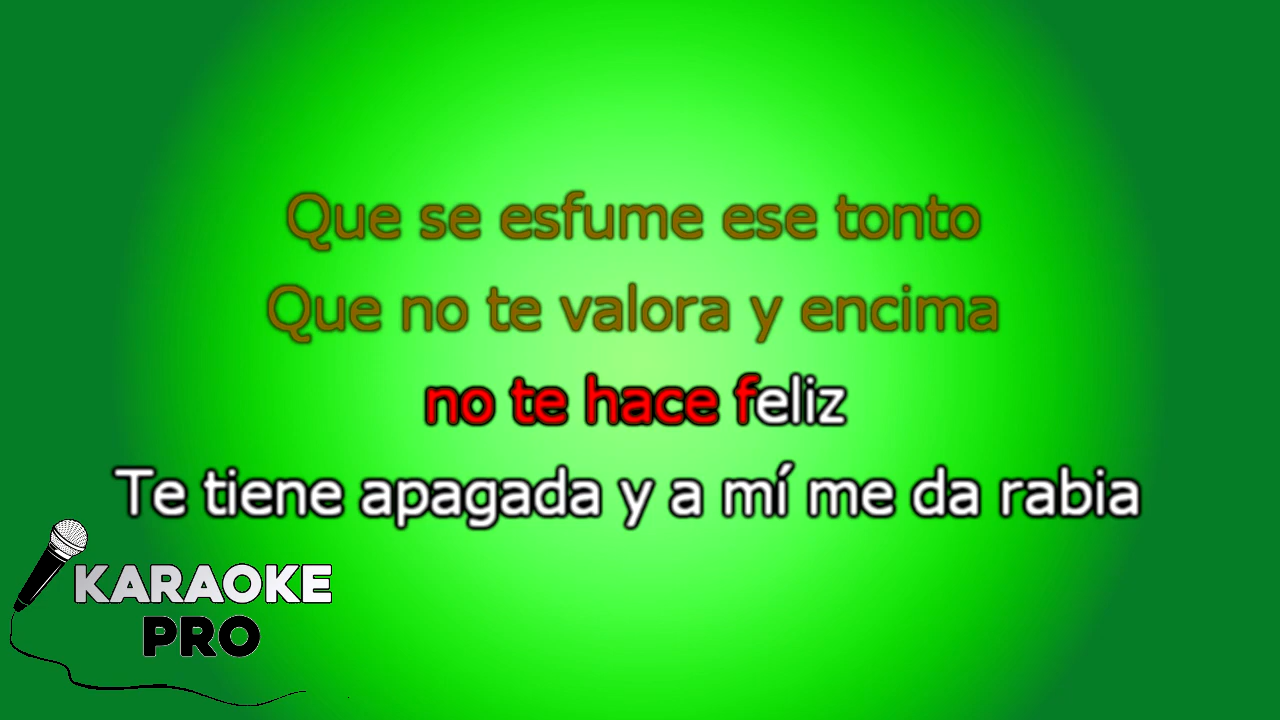 Que se esfume ese tonto
Que no te valora y encima
no te hace feliz
Te tiene apagada y a mí me da rabia
KARAOKE
PRO